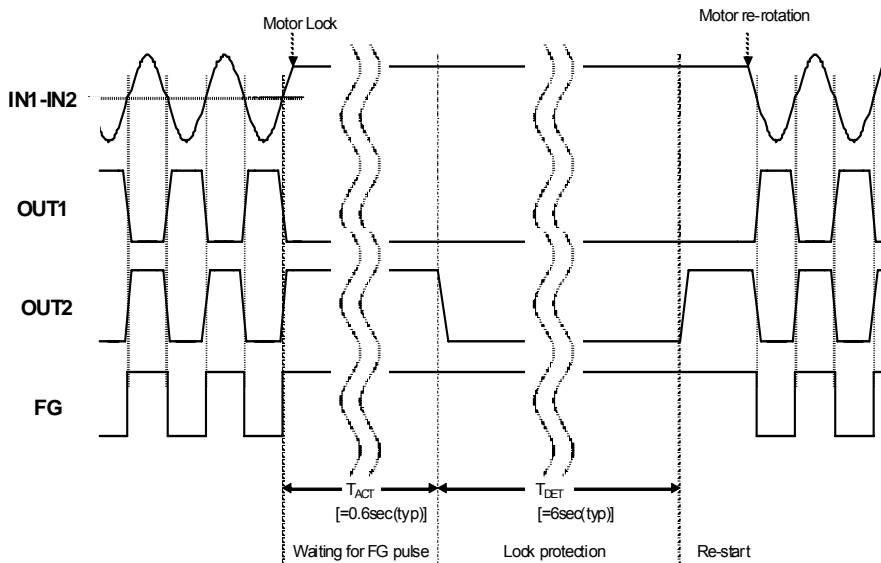 Motor Lock
Motor re-rotation
IN1-IN2
OUT1
OUT2
FG
TACT
[=0.6sec(typ)]
TDET
[=6sec(typ)]
Waiting for FG pulse
Lock protection
Re-start